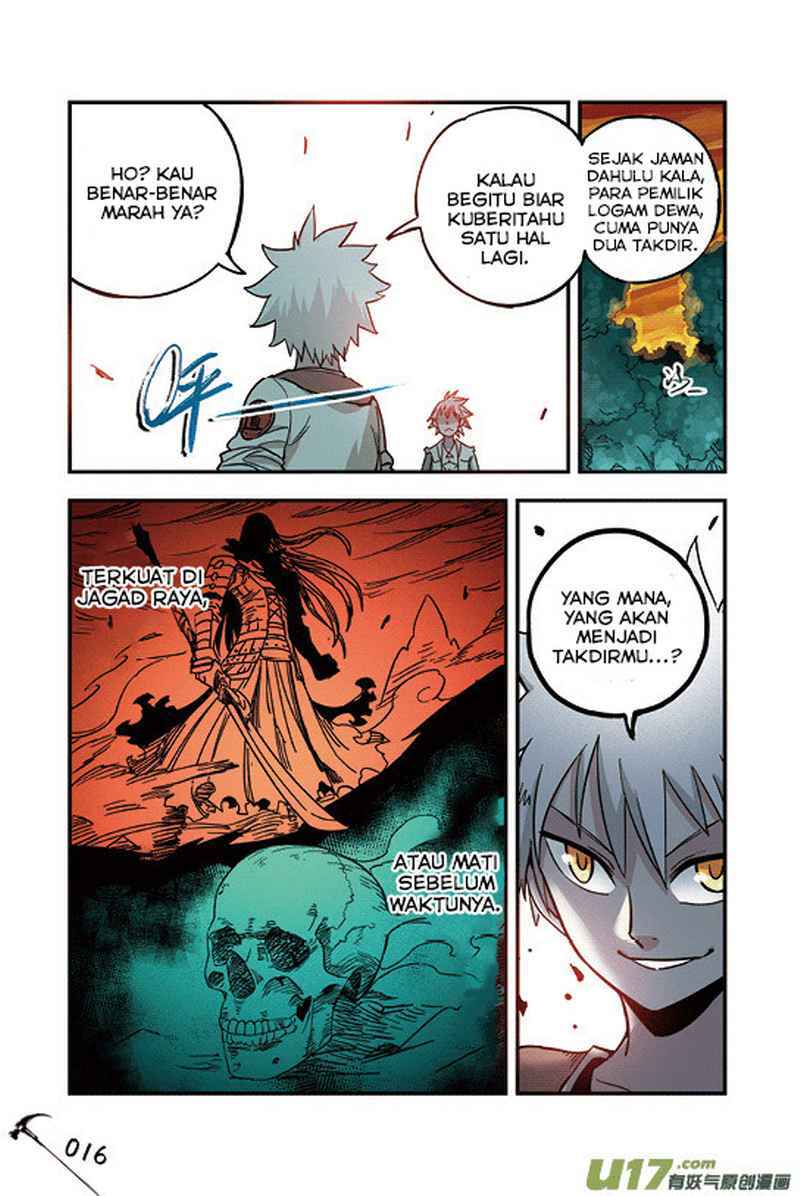 HO? KAU
BENAR-BENAR
MARAH YA?
KALAU
BEGITU BIAR
KUBERITAHU
SATU HAL
LAGI.
呼
SEJAK JAMAN
DAHULU KALA,
PARA PEMILIK
LOGAM DEWA,
CUMA PUNYA
DUA TAKDIR.
TERKUAT DI
JAGAD RAYA,
ATAU MATI
SEBELUM
WAKTUNYA.
YANG MANA,
YANG AKAN
MENJADI
TAKDIRMU...?
016
U17.com
有妖气原创漫画